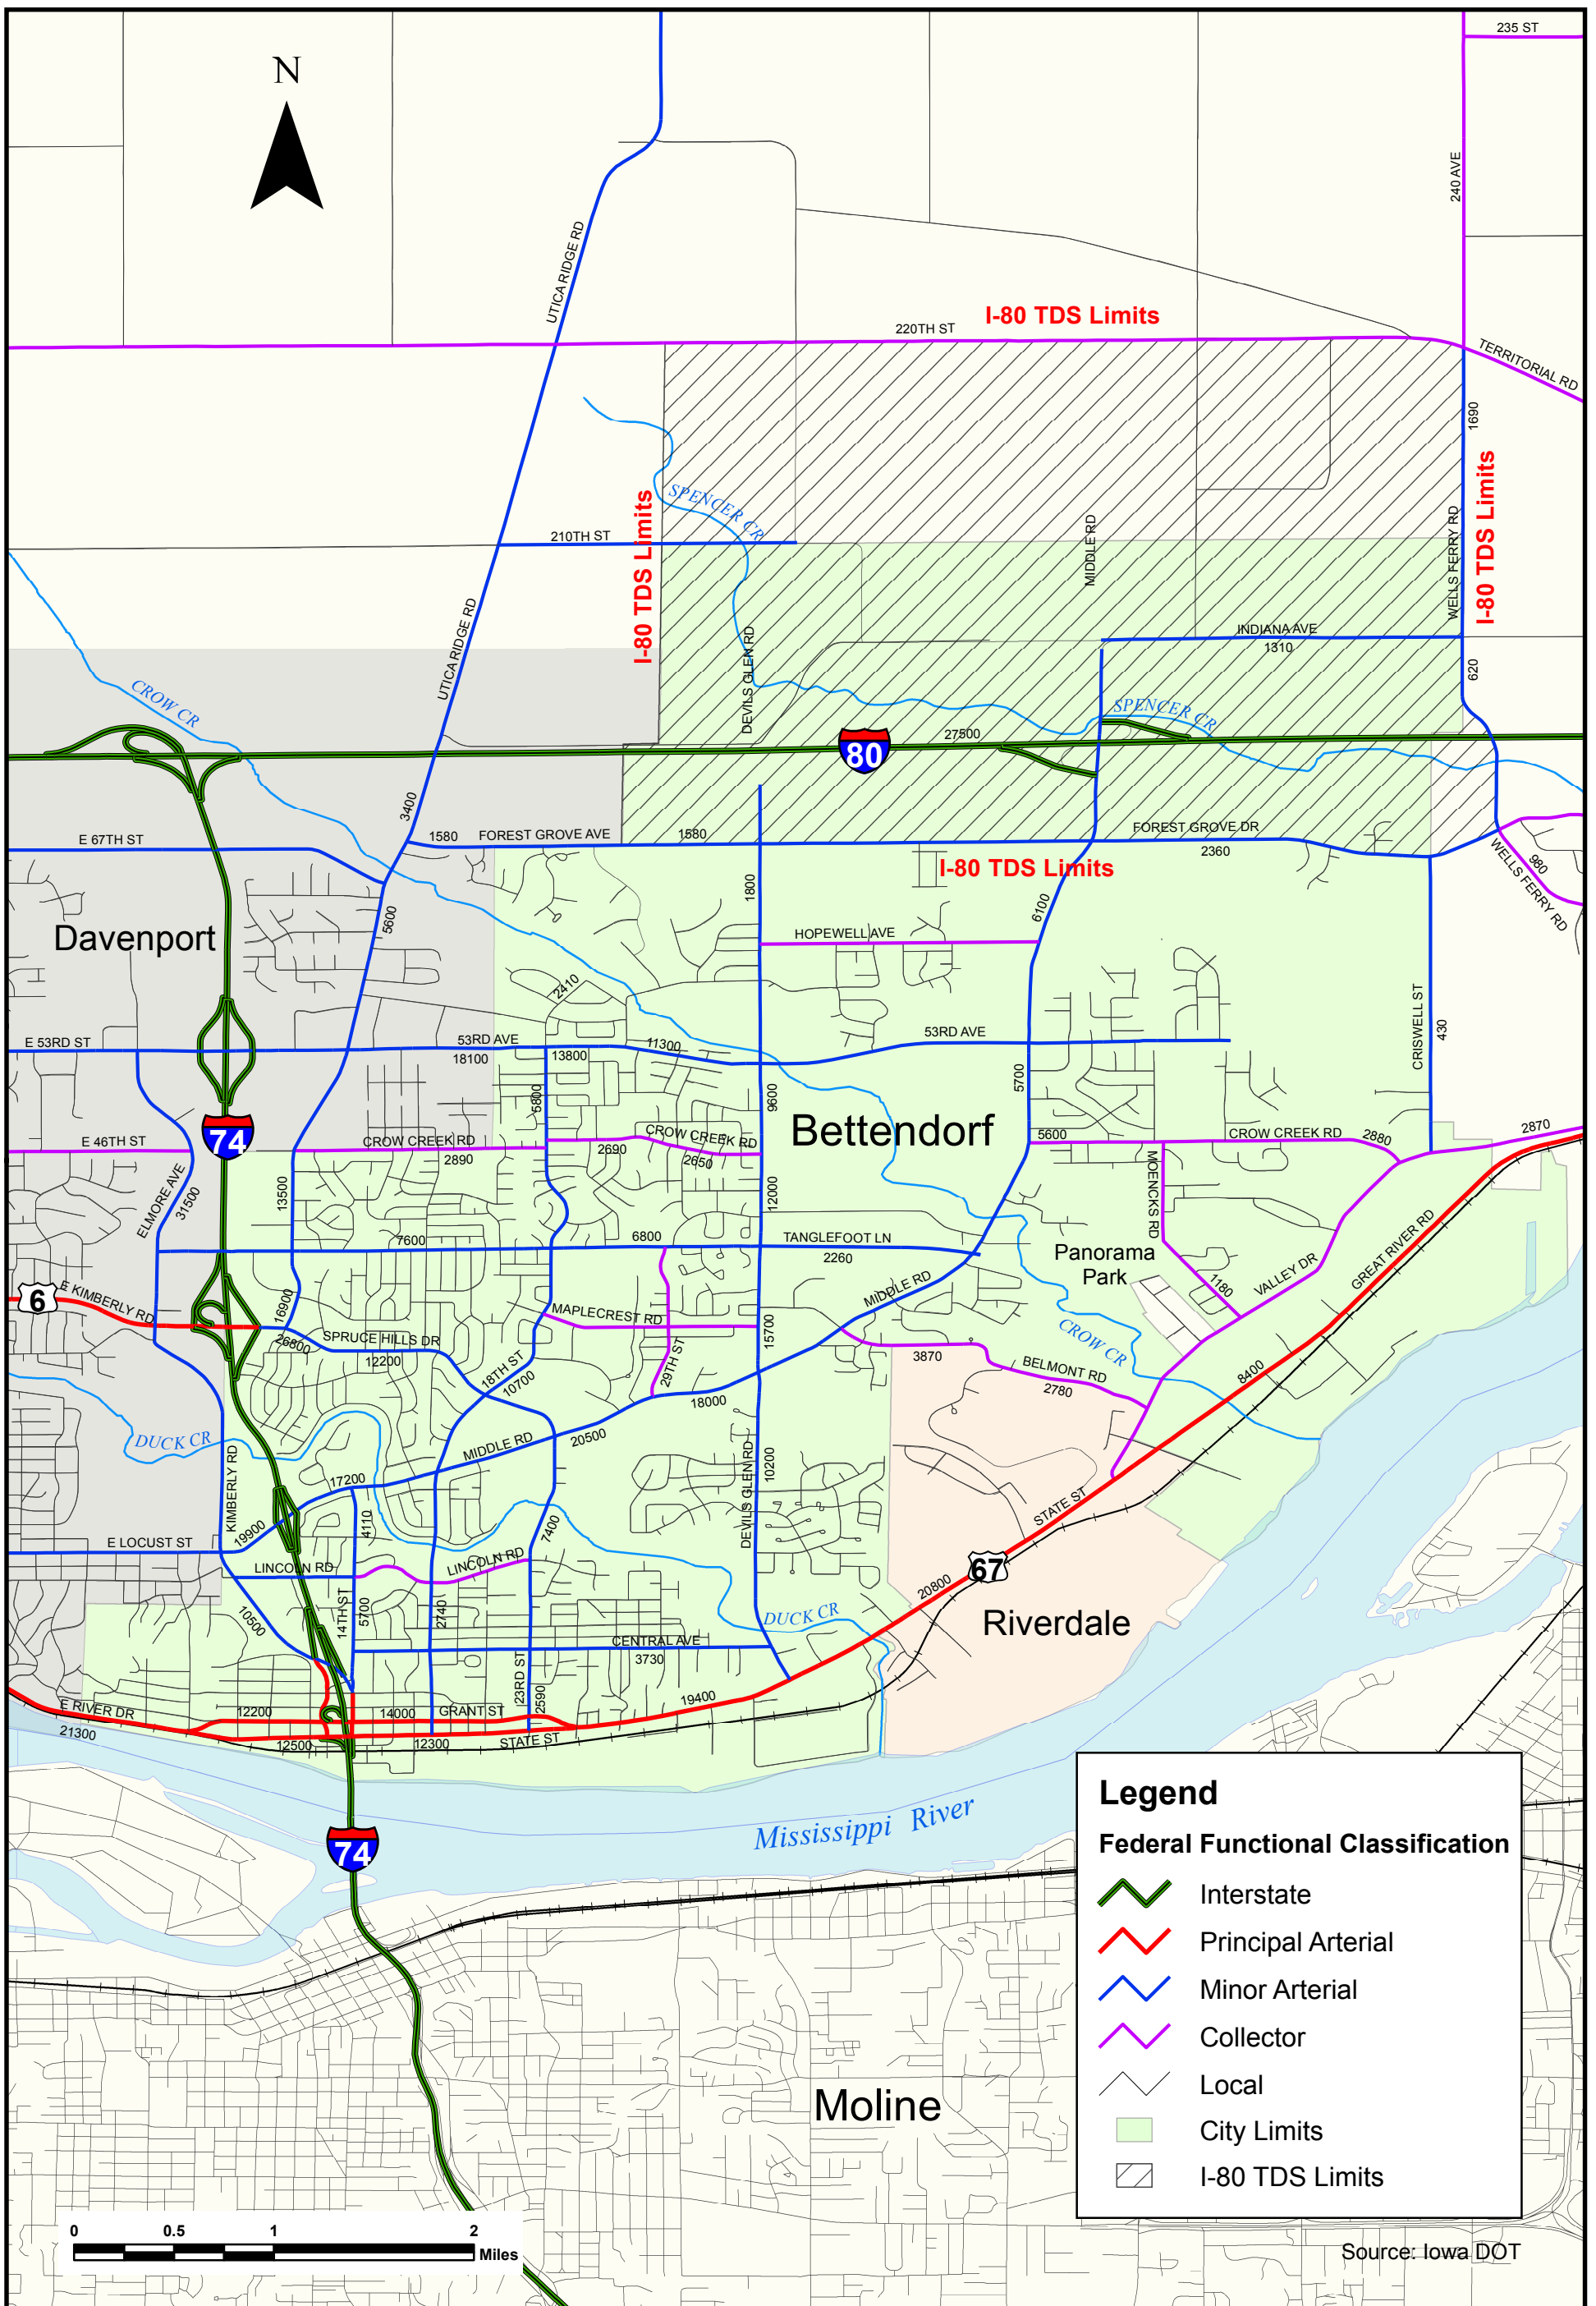 235 ST
N
240 AVE
UTICA RIDGE RD
I-80 TDS Limits
220TH ST
TERRITORIAL RD
1690
I-80 TDS Limits
SPENCER CR
I-80 TDS Limits
210TH ST
MIDDLE RD
WELLS FERRY RD
UTICA RIDGE RD
DEVILS GLEN RD
INDIANA AVE
1310
620
CROW CR
SPENCER CR
27500
80
3400
1580
FOREST GROVE AVE
1580
FOREST GROVE DR
2360
E 67TH ST
I-80 TDS Limits
980
WELLS FERRY RD
1800
5600
6100
Davenport
HOPEWELL AVE
2410
CRISWELL ST
430
E 53RD ST
53RD AVE
18100
13800
11300
53RD AVE
5700
5800
9600
74
Bettendorf
E 46TH ST
CROW CREEK RD
2890
2690
CROW CREEK RD
2650
5600
CROW CREEK RD
2880
2870
ELMORE AVE
31500
13500
12000
MOENCKS RD
7600
6800
TANGLEFOOT LN
2260
Panorama
Park
GREAT RIVER RD
VALLEY DR
1180
6
E KIMBERLY RD
16900
MIDDLE RD
MAPLECREST RD
26800
SPRUCE HILLS DR
12200
15700
CROW CR
18TH ST
10700
29TH ST
3870
BELMONT RD
2780
8400
18000
DUCK CR
KIMBERLY RD
MIDDLE RD
20500
17200
DEVILS GLEN RD
10200
19900
4110
7400
STATE ST
E LOCUST ST
LINCOLN RD
LINCOLN RD
67
20800
10500
14TH ST
5700
2740
DUCK CR
Riverdale
CENTRAL AVE
3730
23RD ST
2590
E RIVER DR
21300
12200
14000
GRANT ST
19400
12500
12300
STATE ST
Mississippi River
74
Legend
Federal Functional Classification
Interstate
Principal Arterial
Minor Arterial
Collector
Local
City Limits
I-80 TDS Limits
Moline
0 0.5 1 2
Miles
Source: Iowa DOT